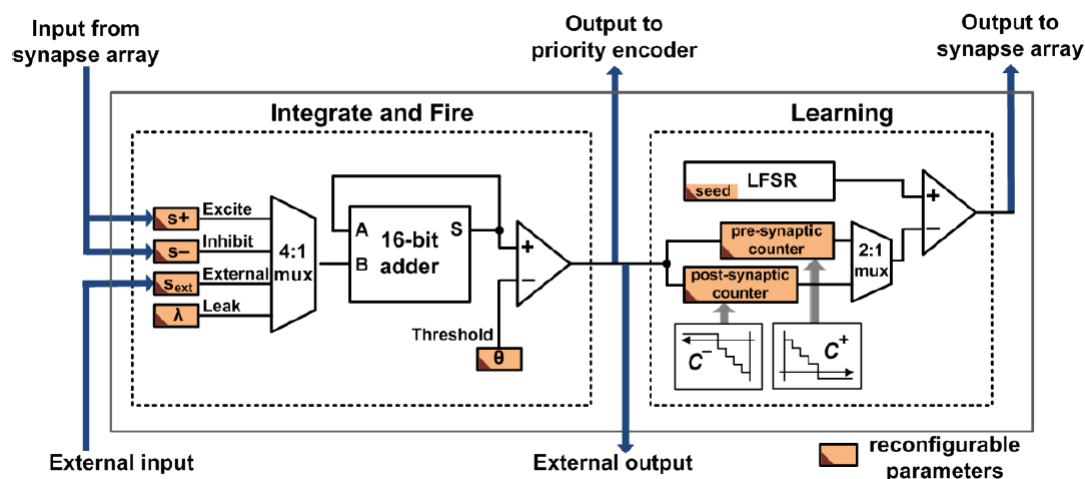 Input from
synapse array
Output to
priority encoder
Output to
synapse array
Integrate and Fire
Learning
s+
Excite
s−
Inhibit
s_ext
External
λ
Leak
4:1
mux
A
B
S
16-bit
adder
+
−
Threshold
θ
seed
LFSR
pre-synaptic
counter
post-synaptic
counter
2:1
mux
+
−
C⁻
C⁺
External input
External output
reconfigurable
parameters